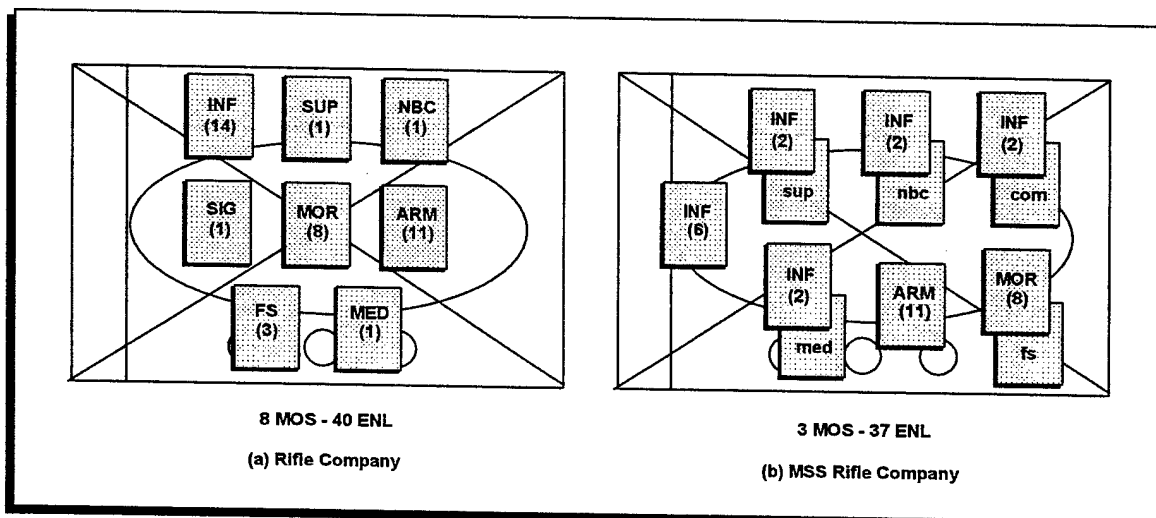 INF
(14)
SUP
(1)
NBC
(1)
SIG
(1)
MOR
(8)
ARM
(11)
FS
(3)
MED
(1)
8 MOS - 40 ENL
(a) Rifle Company
INF
(2)
sup
INF
(2)
nbc
INF
(2)
com
INF
(6)
INF
(2)
med
ARM
(11)
MOR
(8)
fs
3 MOS - 37 ENL
(b) MSS Rifle Company